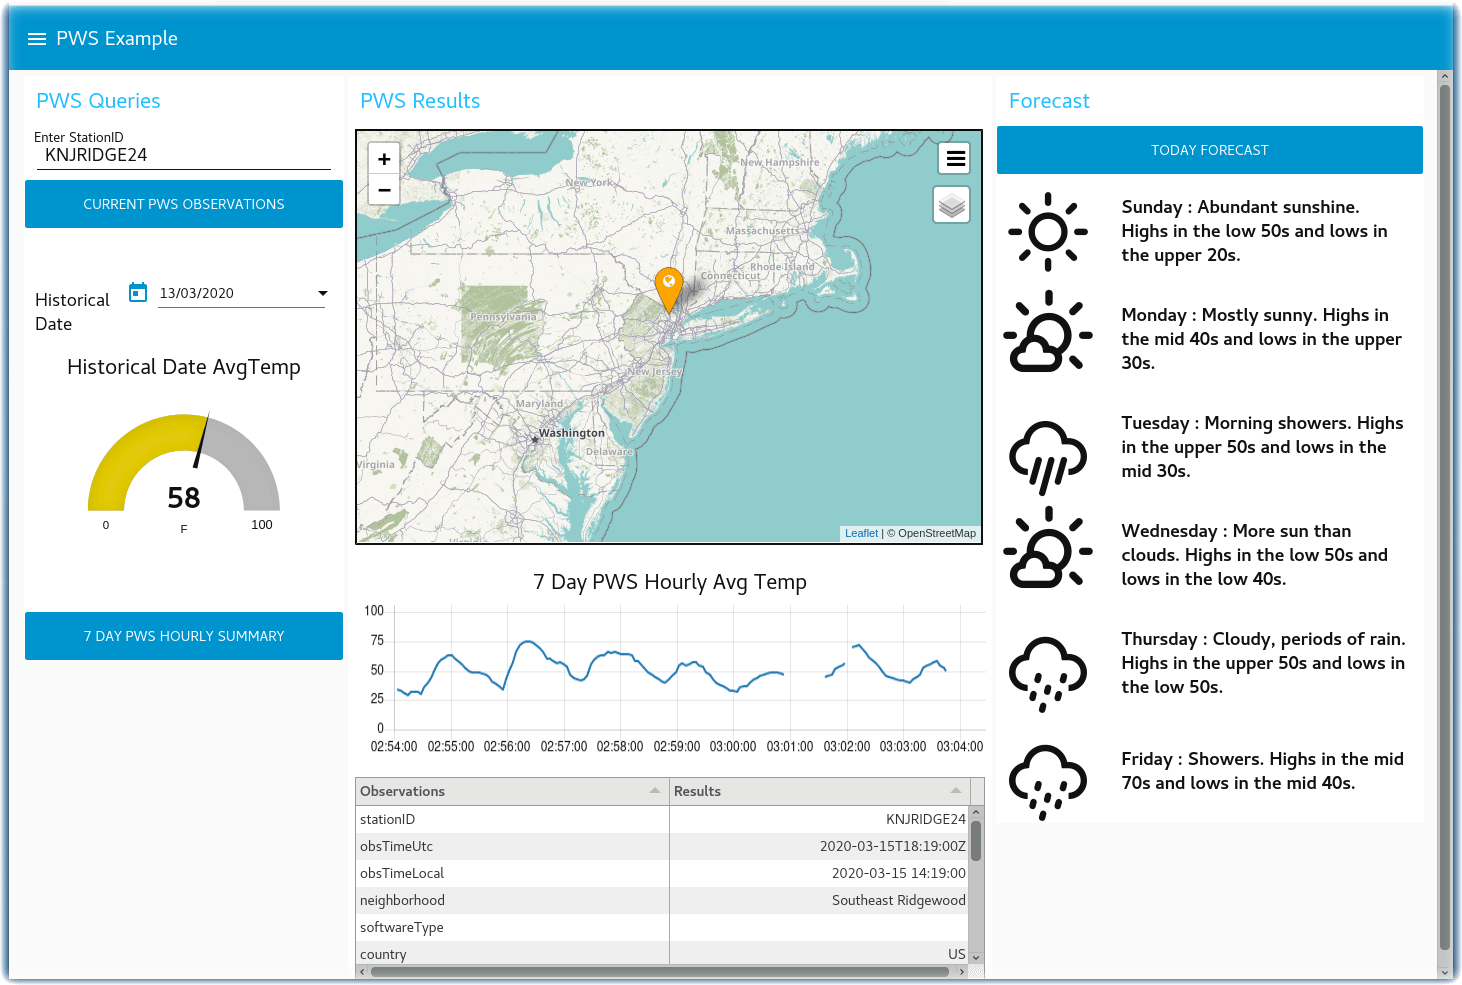 PWS Example
PWS Queries
Enter StationID
KNJRIDGE24
CURRENT PWS OBSERVATIONS
Historical
Date
13/03/2020
Historical Date AvgTemp
58
0
F
100
7 DAY PWS HOURLY SUMMARY
PWS Results
+
−
New Hampshire
New York
Massachusetts
Rhode Island
Connecticut
Pennsylvania
New Jersey
Maryland
Washington
Delaware
Virginia
Leaflet | © OpenStreetMap
7 Day PWS Hourly Avg Temp
100
75
50
25
0
02:54:00 02:55:00 02:56:00 02:57:00 02:58:00 02:59:00 03:00:00 03:01:00 03:02:00 03:03:00 03:04:00
Observations Results
stationID KNJRIDGE24
obsTimeUtc 2020-03-15T18:19:00Z
obsTimeLocal 2020-03-15 14:19:00
neighborhood Southeast Ridgewood
softwareType
country US
Forecast
TODAY FORECAST
Sunday : Abundant sunshine.
Highs in the low 50s and lows in
the upper 20s.
Monday : Mostly sunny. Highs in
the mid 40s and lows in the upper
30s.
Tuesday : Morning showers. Highs
in the upper 50s and lows in the
mid 30s.
Wednesday : More sun than
clouds. Highs in the low 50s and
lows in the low 40s.
Thursday : Cloudy, periods of rain.
Highs in the upper 50s and lows in
the low 50s.
Friday : Showers. Highs in the mid
70s and lows in the mid 40s.